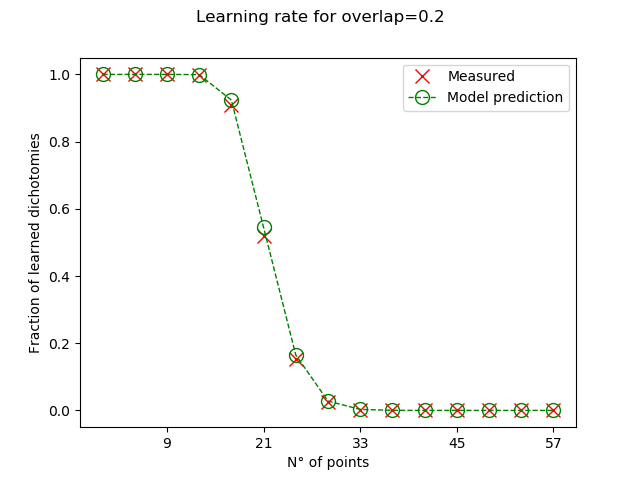 Learning rate for overlap=0.2
Measured
Model prediction
Fraction of learned dichotomies
1.0
0.8
0.6
0.4
0.2
0.0
9 21 33 45 57
N° of points